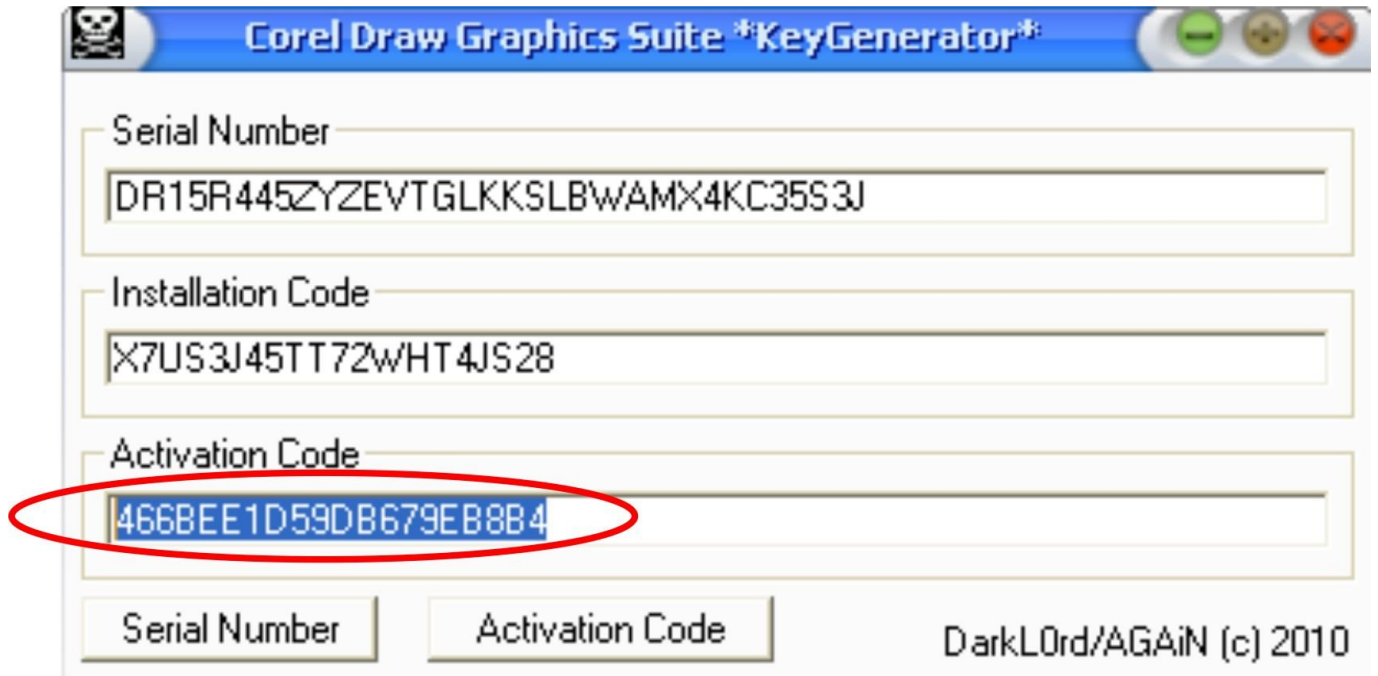 Corel Draw Graphics Suite *KeyGenerator*
Serial Number
DR15R445ZYZEVTGLKKSLBWAMX4KC35S3J
Installation Code
X7US3J45TT72WHT4JS28
Activation Code
466BEE1D59DB679EB8B4
Serial Number Activation Code DarkL0rd/AGAiN (c) 2010